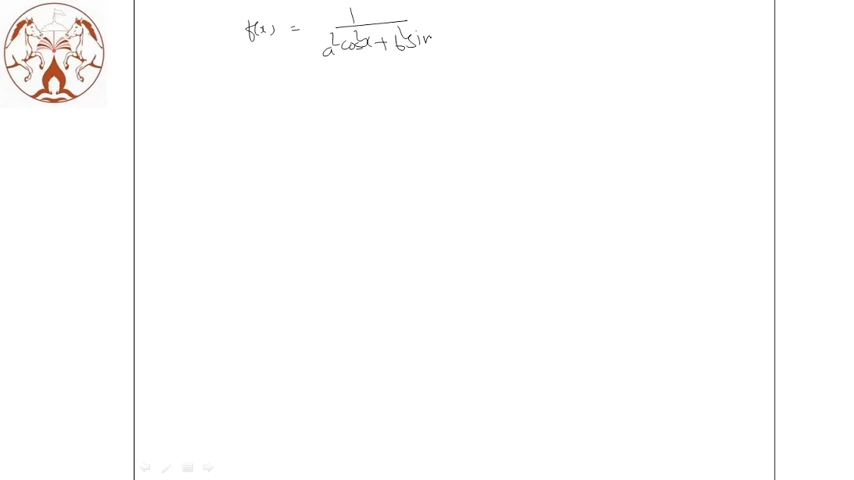 f(x) = 1/(a²cos²x + b²sin